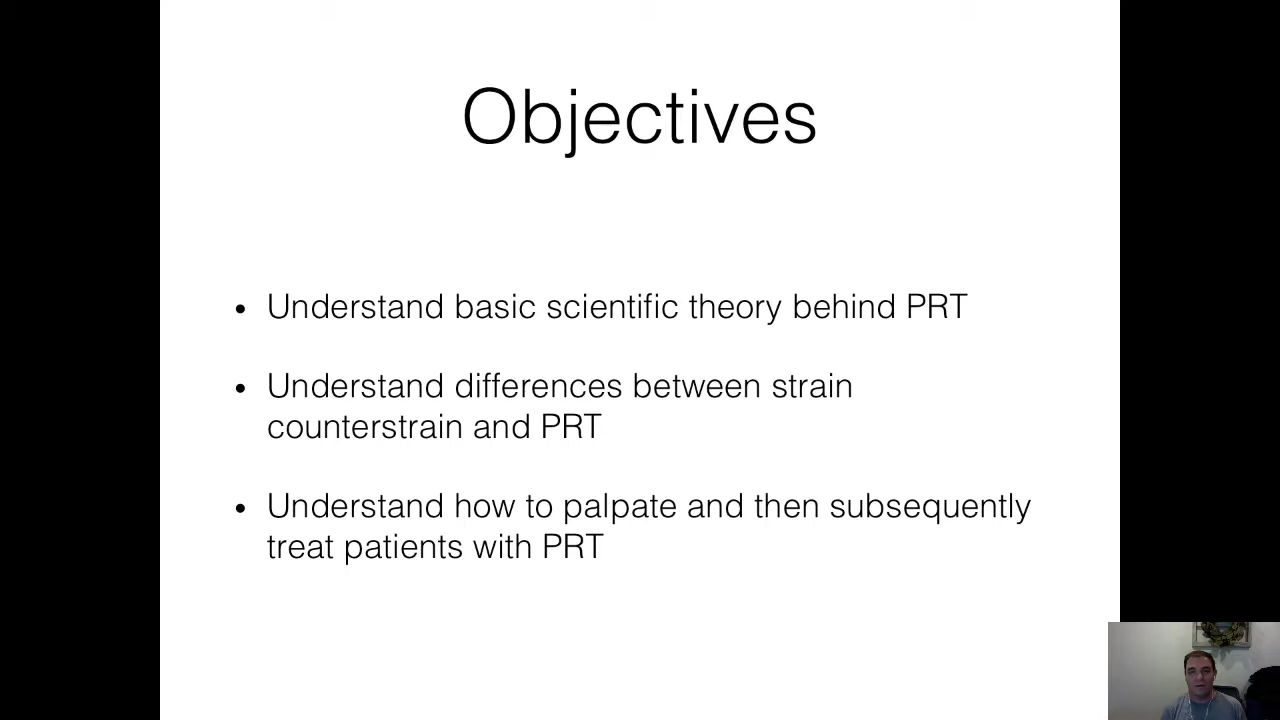 Objectives
• Understand basic scientific theory behind PRT
• Understand differences between strain
counterstrain and PRT
• Understand how to palpate and then subsequently
treat patients with PRT